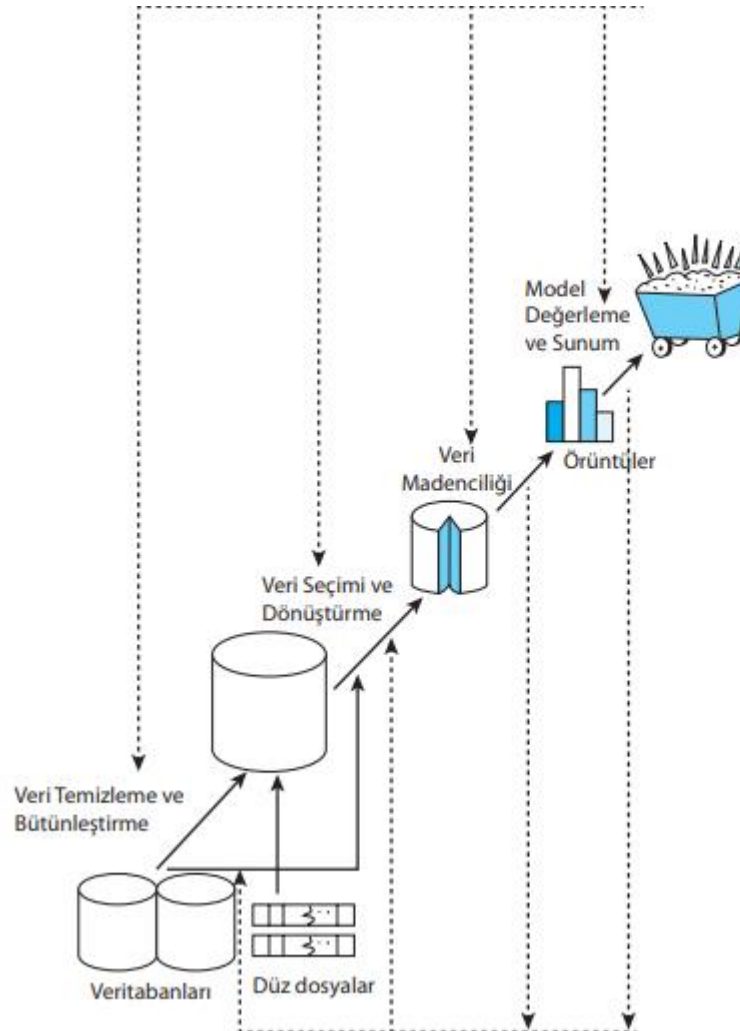 Model
Değerleme
ve Sunum
Örüntüler
Veri
Madenciliği
Veri Seçimi ve
Dönüştürme
Veri Temizleme ve
Bütünleştirme
Veritabanları
Düz dosyalar